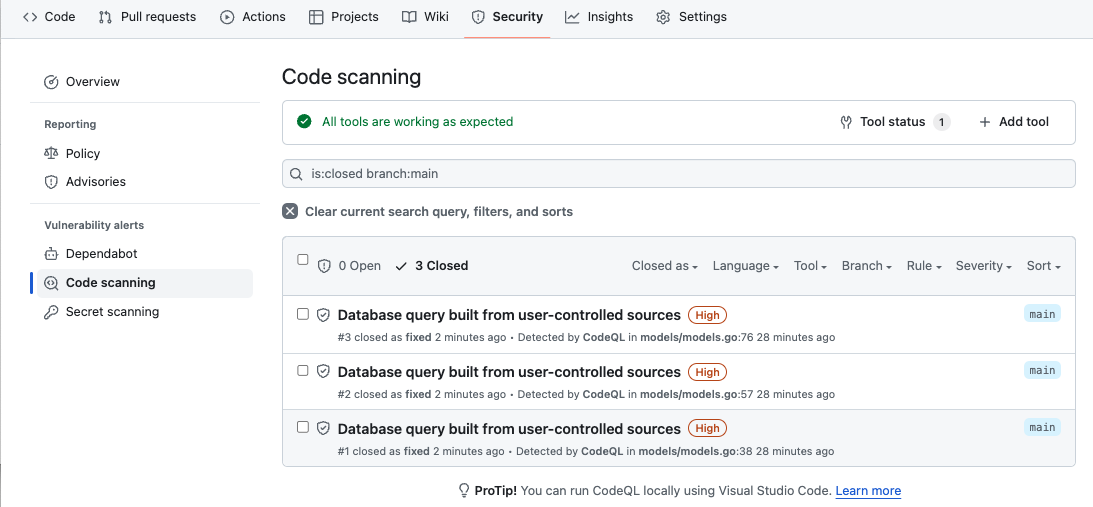 Code Pull requests Actions Projects Wiki Security Insights Settings
Overview
Reporting
Policy
Advisories
Vulnerability alerts
Dependabot
Code scanning
Secret scanning
Code scanning
All tools are working as expected Tool status 1 Add tool
is:closed branch:main
Clear current search query, filters, and sorts
0 Open 3 Closed Closed as Language Tool Branch Rule Severity Sort
Database query built from user-controlled sources High main
#3 closed as fixed 2 minutes ago • Detected by CodeQL in models/models.go:76 28 minutes ago
Database query built from user-controlled sources High main
#2 closed as fixed 2 minutes ago • Detected by CodeQL in models/models.go:57 28 minutes ago
Database query built from user-controlled sources High main
#1 closed as fixed 2 minutes ago • Detected by CodeQL in models/models.go:38 28 minutes ago
ProTip! You can run CodeQL locally using Visual Studio Code. Learn more